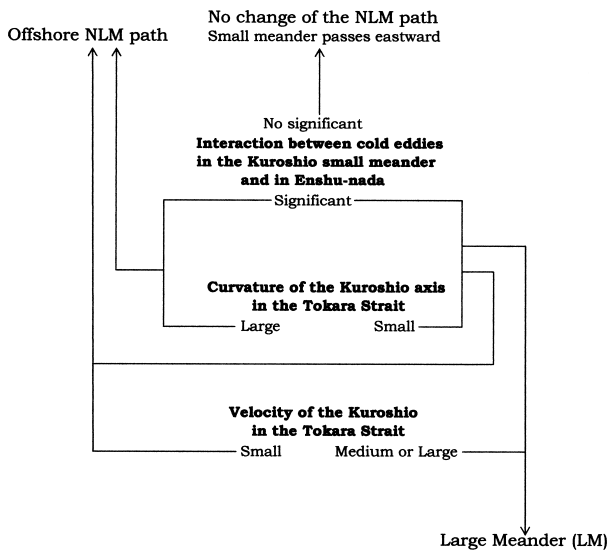 Offshore NLM path
No change of the NLM path
Small meander passes eastward
No significant
Interaction between cold eddies
in the Kuroshio small meander
and in Enshu-nada
Significant
Curvature of the Kuroshio axis
in the Tokara Strait
Large
Small
Velocity of the Kuroshio
in the Tokara Strait
Small
Medium or Large
Large Meander (LM)